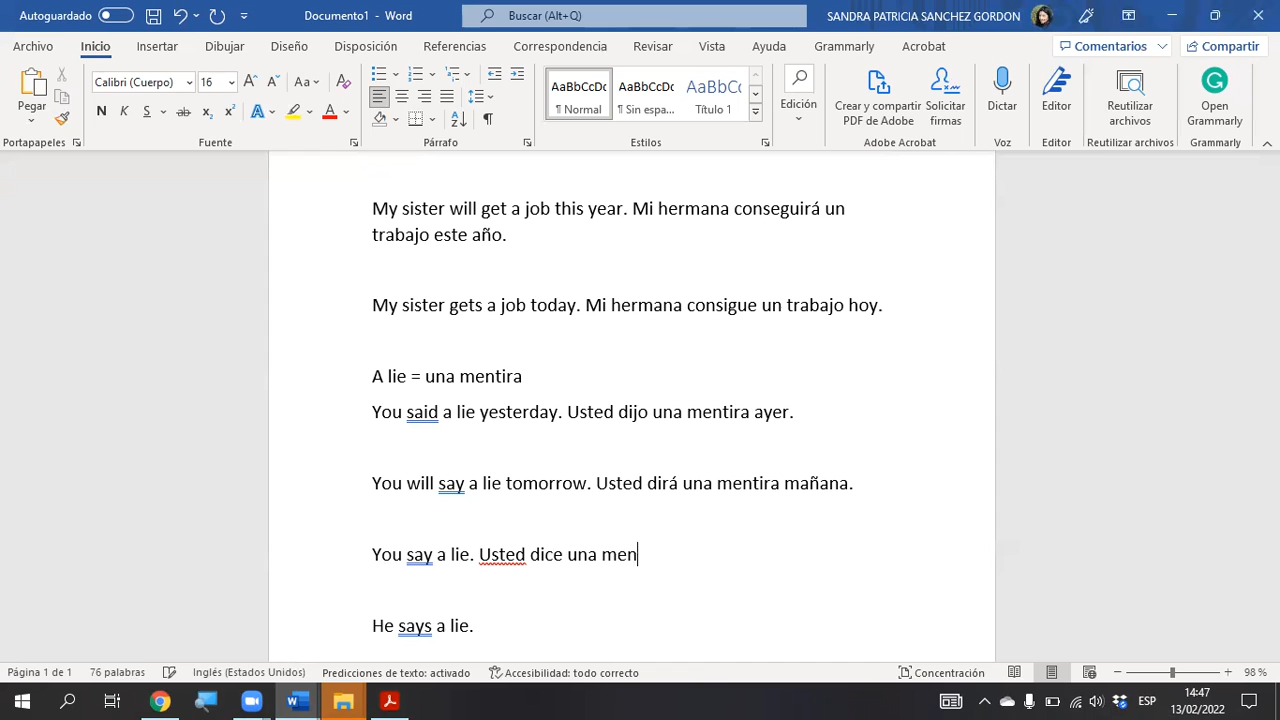 Autoguardado
Documento1 - Word
Buscar (Alt+Q)
SANDRA PATRICIA SANCHEZ GORDON
Archivo Inicio Insertar Dibujar Diseño Disposición Referencias Correspondencia Revisar Vista Ayuda Grammarly Acrobat Comentarios Compartir
Pegar
Calibri (Cuerpo) 16 A A Aa A
N K S ab x₂ x² A A
AaBbCcDc AaBbCcDc AaBbCc
¶ Normal ¶ Sin espa... Título 1
Edición
Crear y compartir PDF de Adobe
Solicitar firmas
Dictar
Editor
Reutilizar archivos
Open Grammarly
Portapapeles Fuente Párrafo Estilos Adobe Acrobat Voz Editor Reutilizar archivos Grammarly
My sister will get a job this year. Mi hermana conseguirá un
trabajo este año.
My sister gets a job today. Mi hermana consigue un trabajo hoy.
A lie = una mentira
You said a lie yesterday. Usted dijo una mentira ayer.
You will say a lie tomorrow. Usted dirá una mentira mañana.
You say a lie. Usted dice una men
He says a lie.
Página 1 de 1 76 palabras Inglés (Estados Unidos) Predicciones de texto: activado Accesibilidad: todo correcto Concentración 98 %
ESP
14:47
13/02/2022